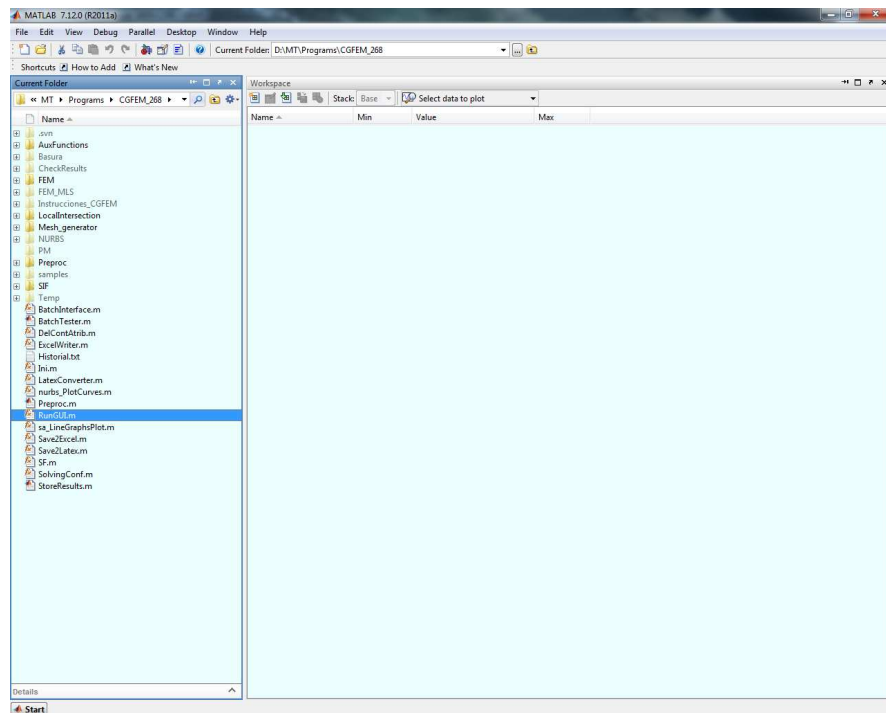 MATLAB 7.12.0 (R2011a)
File Edit View Debug Parallel Desktop Window Help
Current Folder: D:\MT\Programs\CGFEM_268
Shortcuts How to Add What's New
Current Folder
« MT Programs CGFEM_268
Name
.svn
AuxFunctions
Basura
CheckResults
FEM
FEM_MLS
Instrucciones_CGFEM
LocalIntersection
Mesh_generator
NURBS
PM
Preproc
samples
SIF
Temp
BatchInterface.m
BatchTester.m
DelContAtrib.m
ExcelWriter.m
Historial.txt
Ini.m
LatexConverter.m
nurbs_PlotCurves.m
Preproc.m
RunGUI.m
sa_LineGraphsPlot.m
Save2Excel.m
Save2Latex.m
SF.m
SolvingConf.m
StoreResults.m
Details
Workspace
Stack: Base Select data to plot
Name Min Value Max
Start